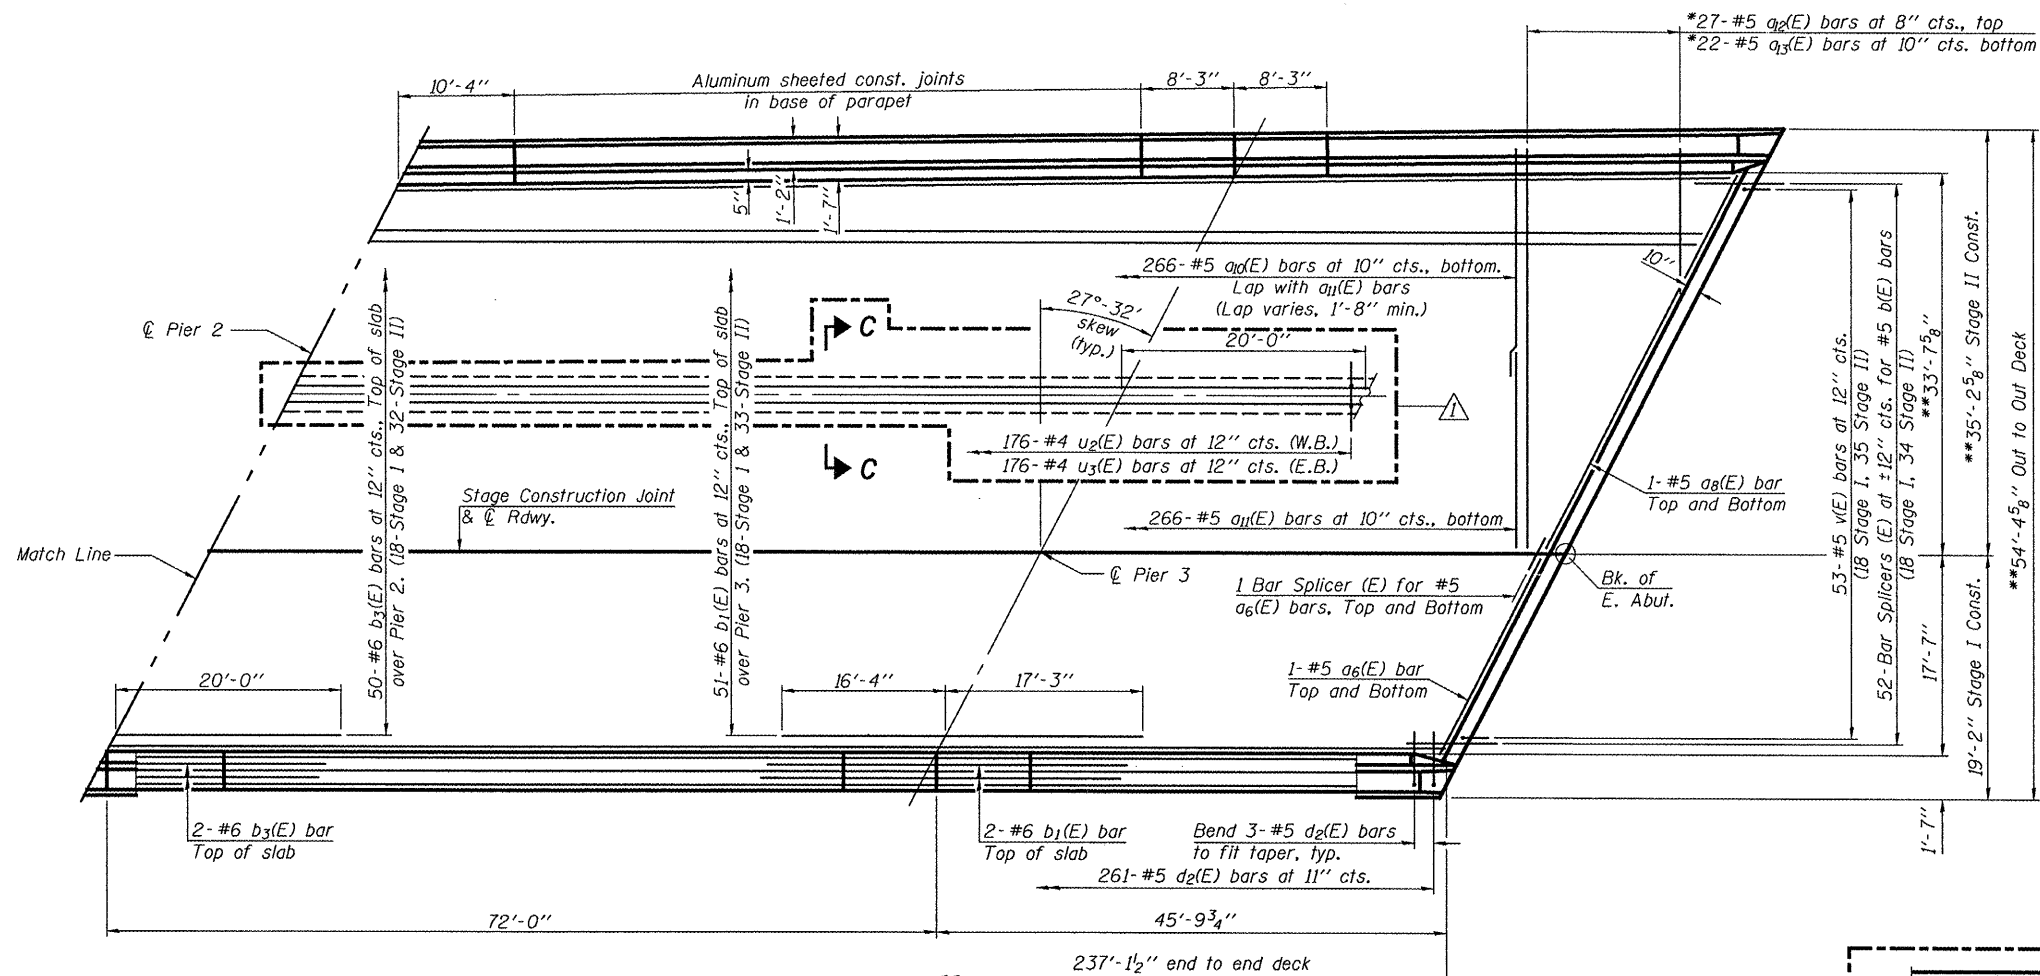 *27-#5 a12(E) bars at 8" cts., top
*22-#5 a13(E) bars at 10" cts. bottom
10'-4"
Aluminum sheeted const. joints
in base of parapet
8'-3"
8'-3"
5"
1'-2"
1'-7"
266-#5 a10(E) bars at 10" cts., bottom.
Lap with a11(E) bars
(Lap varies, 1'-8" min.)
10"
27°-32'
skew
(typ.)
20'-0"
℄ Pier 2
C
C
1
50-#6 b3(E) bars at 12" cts., Top of slab
over Pier 2. (18-Stage I & 32-Stage II)
51-#6 b1(E) bars at 12" cts., Top of slab
over Pier 3. (18-Stage I & 33-Stage II)
176-#4 u2(E) bars at 12" cts. (W.B.)
176-#4 u3(E) bars at 12" cts. (E.B.)
Stage Construction Joint
& ℄ Rdwy.
266-#5 a11(E) bars at 10" cts., bottom
1-#5 a8(E) bar
Top and Bottom
Match Line
℄ Pier 3
1 Bar Splicer (E) for #5
a6(E) bars, Top and Bottom
Bk. of
E. Abut.
53-#5 v(E) bars at 12" cts.
(18 Stage I, 35 Stage II)
52-Bar Splicers (E) at ±12" cts. for #5 b(E) bars
(18 Stage I, 34 Stage II)
**33'-7 5/8"
17'-7"
**35'-2 5/8" Stage II Const.
19'-2" Stage I Const.
**54'-4 5/8" Out to Out Deck
1'-7"
1-#5 a6(E) bar
Top and Bottom
20'-0"
16'-4"
17'-3"
2-#6 b3(E) bar
Top of slab
2-#6 b1(E) bar
Top of slab
Bend 3-#5 d2(E) bars
to fit taper, typ.
261-#5 d2(E) bars at 11" cts.
72'-0"
45'-9 3/4"
237'-1 1/2" end to end deck